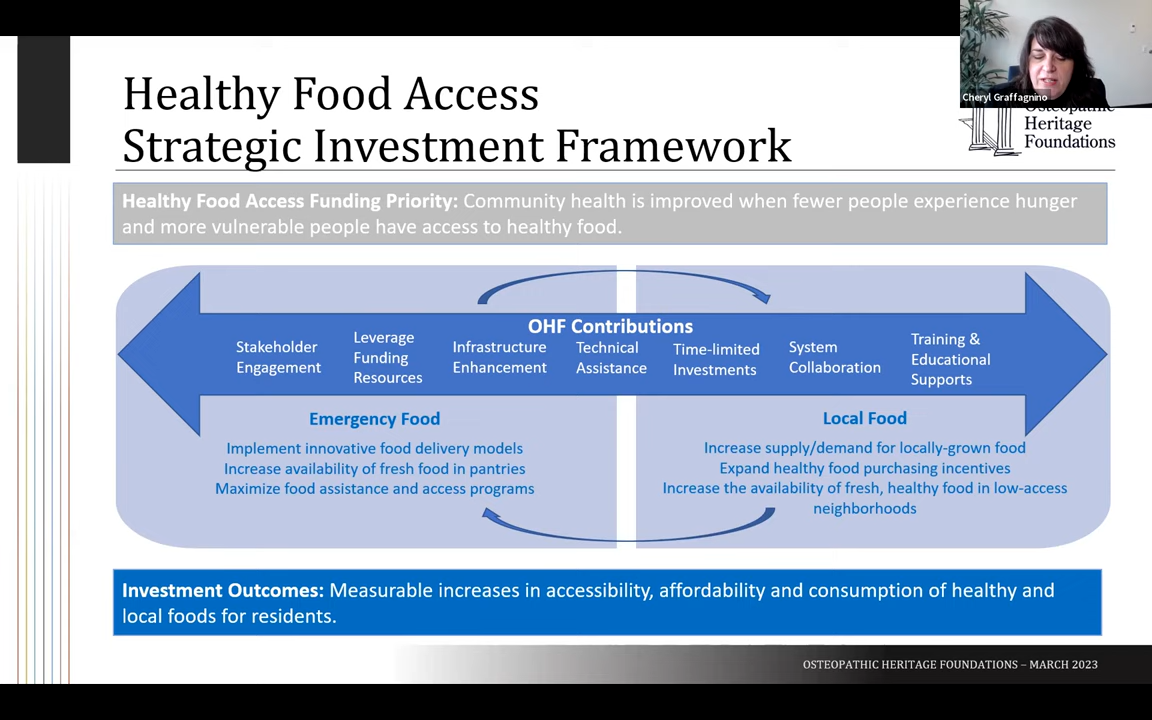 Cheryl Graffagnino
Osteopathic
Heritage
Foundations
Healthy Food Access
Strategic Investment Framework
Healthy Food Access Funding Priority: Community health is improved when fewer people experience hunger
and more vulnerable people have access to healthy food.
OHF Contributions
Stakeholder
Engagement
Leverage
Funding
Resources
Infrastructure
Enhancement
Technical
Assistance
Time-limited
Investments
System
Collaboration
Training &
Educational
Supports
Emergency Food
Implement innovative food delivery models
Increase availability of fresh food in pantries
Maximize food assistance and access programs
Local Food
Increase supply/demand for locally-grown food
Expand healthy food purchasing incentives
Increase the availability of fresh, healthy food in low-access
neighborhoods
Investment Outcomes: Measurable increases in accessibility, affordability and consumption of healthy and
local foods for residents.
OSTEOPATHIC HERITAGE FOUNDATIONS – MARCH 2023